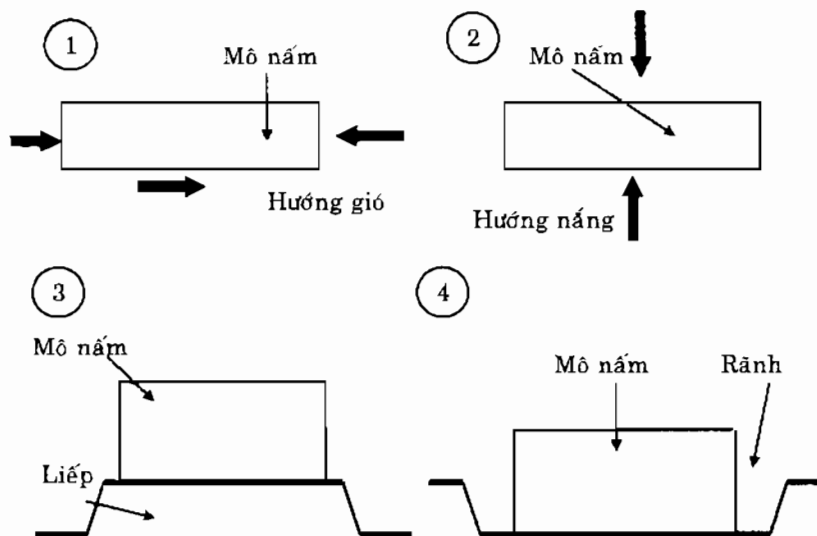 1
Mô nấm
Hướng gió
2
Mô nấm
Hướng nắng
3
Mô nấm
Liếp
4
Mô nấm
Rãnh